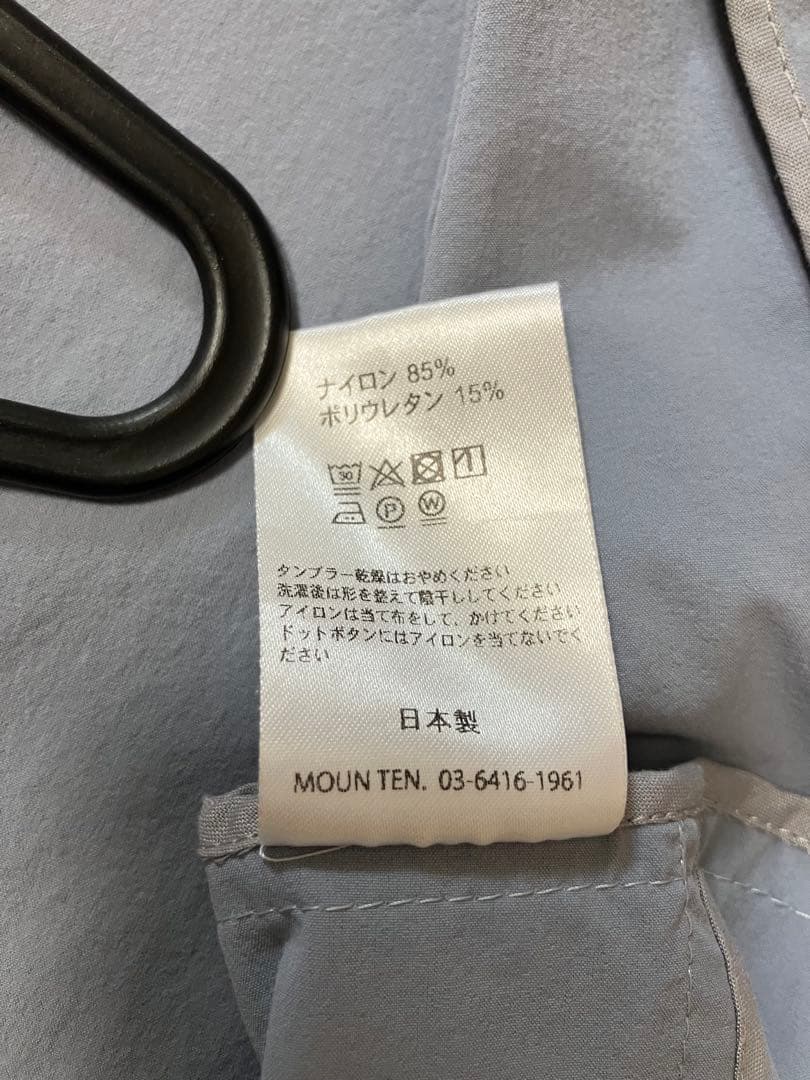 ナイロン 85%
ポリウレタン 15%
30
P W
タンブラー乾燥はおやめください
洗濯後は形を整えて陰干ししてください
アイロンは当て布をして、かけてください
ドットボタンにはアイロンを当てないでく
ださい
日本製
MOUN TEN. 03-6416-1961